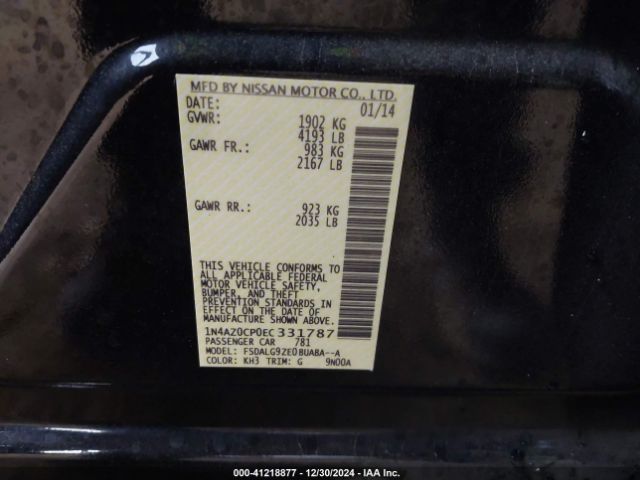 MFD BY NISSAN MOTOR CO., LTD.
DATE: 01/14
GVWR: 1902 KG
4193 LB
GAWR FR.: 983 KG
2167 LB
GAWR RR.: 923 KG
2035 LB
THIS VEHICLE CONFORMS TO
ALL APPLICABLE FEDERAL
MOTOR VEHICLE SAFETY,
BUMPER, AND THEFT
PREVENTION STANDARDS IN
EFFECT ON THE DATE OF
MANUFACTURE SHOWN ABOVE.
1N4AZ0CP0EC331787
PASSENGER CAR 781
MODEL: FSDALG9ZE0BUABA--A
COLOR: KH3 TRIM: G 9N00A
000-41218877 - 12/30/2024 - IAA Inc.